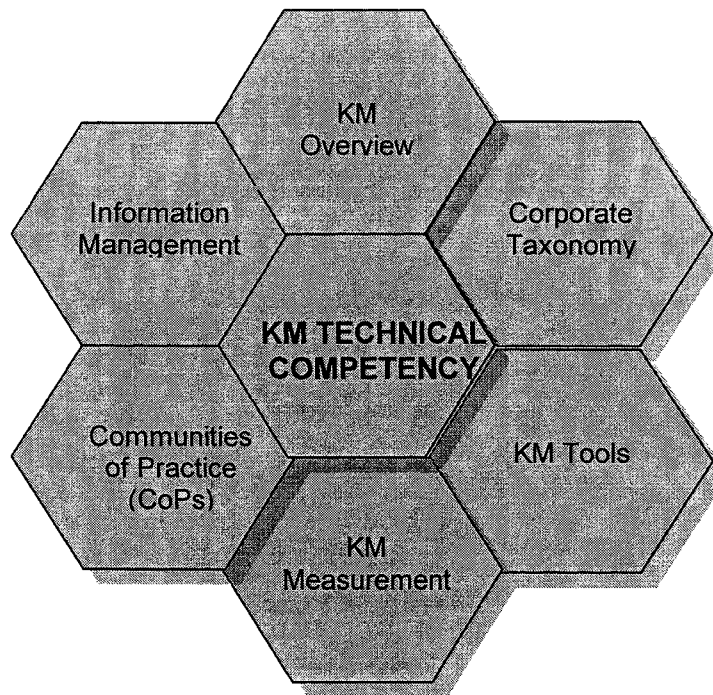 KM
Overview
Information
Management
Corporate
Taxonomy
KM TECHNICAL
COMPETENCY
Communities
of Practice
(CoPs)
KM Tools
KM
Measurement